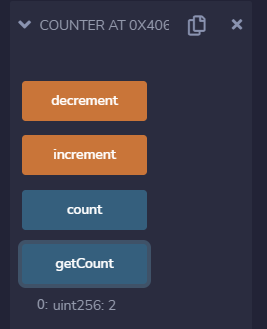 COUNTER AT 0X406
decrement
increment
count
getCount
0: uint256: 2